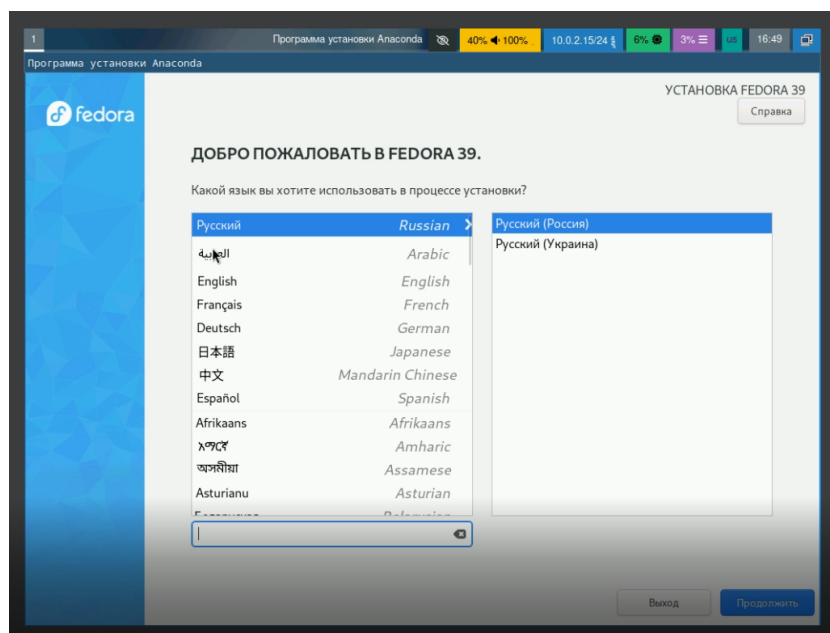 1 Программа установки Anaconda 40% 100% 10.0.2.15/24 6% 3% us 16:49
Программа установки Anaconda
fedora
УСТАНОВКА FEDORA 39
Справка
ДОБРО ПОЖАЛОВАТЬ В FEDORA 39.
Какой язык вы хотите использовать в процессе установки?
Русский Russian
العربية Arabic
English English
Français French
Deutsch German
日本語 Japanese
中文 Mandarin Chinese
Español Spanish
Afrikaans Afrikaans
አማርኛ Amharic
অসমীয়া Assamese
Asturianu Asturian
Беларуская Belarusian
Русский (Россия)
Русский (Украина)
Выход
Продолжить